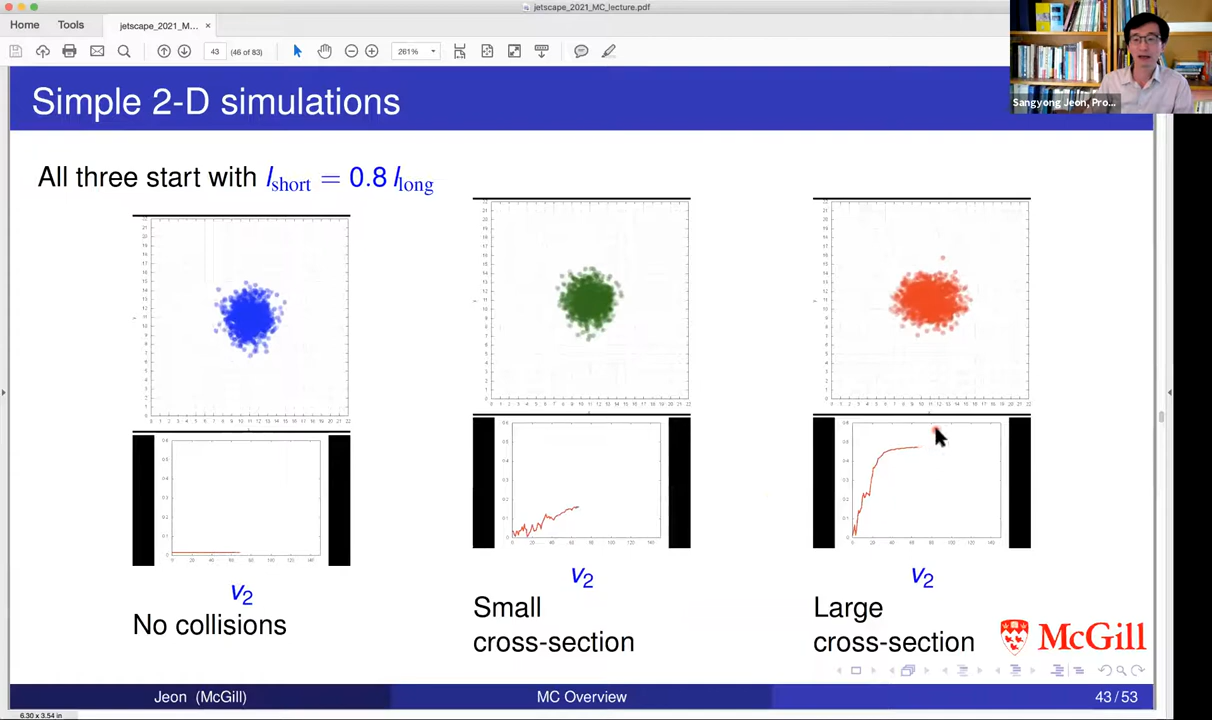 jetscape_2021_MC_lecture.pdf
Home Tools jetscape_2021_M... ×
43 (46 of 83) 261%
Sangyong Jeon, Pro...
Simple 2-D simulations
All three start with l_short = 0.8 l_long
v₂
v₂
v₂
No collisions
Small
cross-section
Large
cross-section
McGill
Jeon (McGill) MC Overview 43 / 53
6.30 x 3.54 in